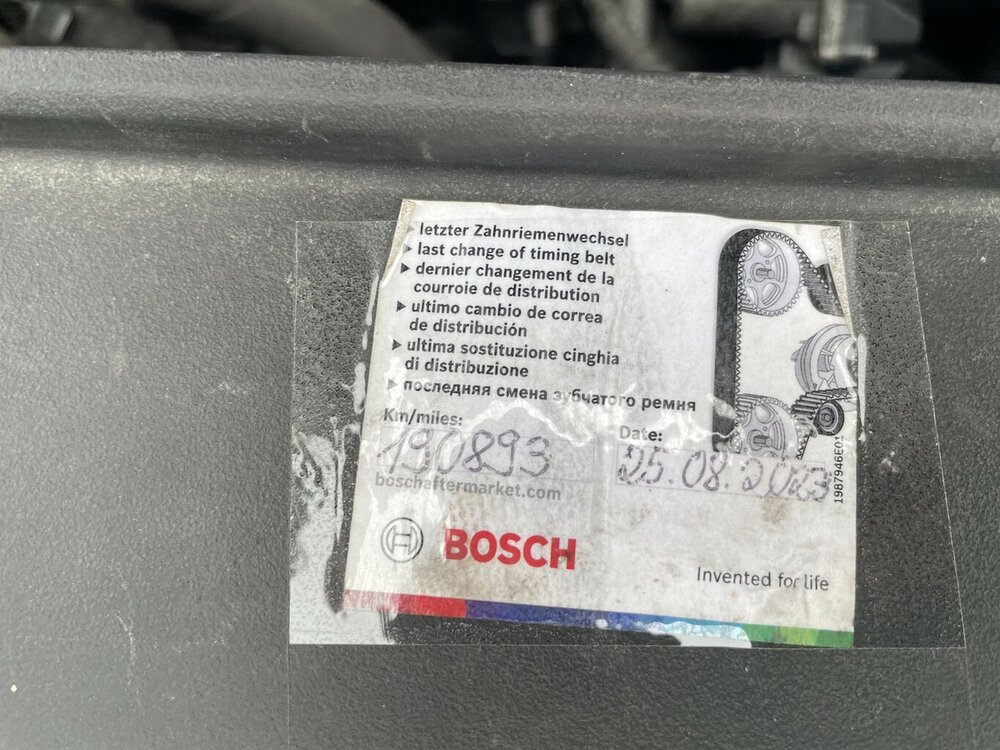 letzter Zahnriemenwechsel
last change of timing belt
dernier changement de la
courroie de distribution
ultimo cambio de correa
de distribución
ultima sostituzione cinghia
di distribuzione
последняя смена зубчатого ремня
Km/miles:
190893
Date:
25.08.2023
boschaftermarket.com
1987946E01
BOSCH
Invented for life